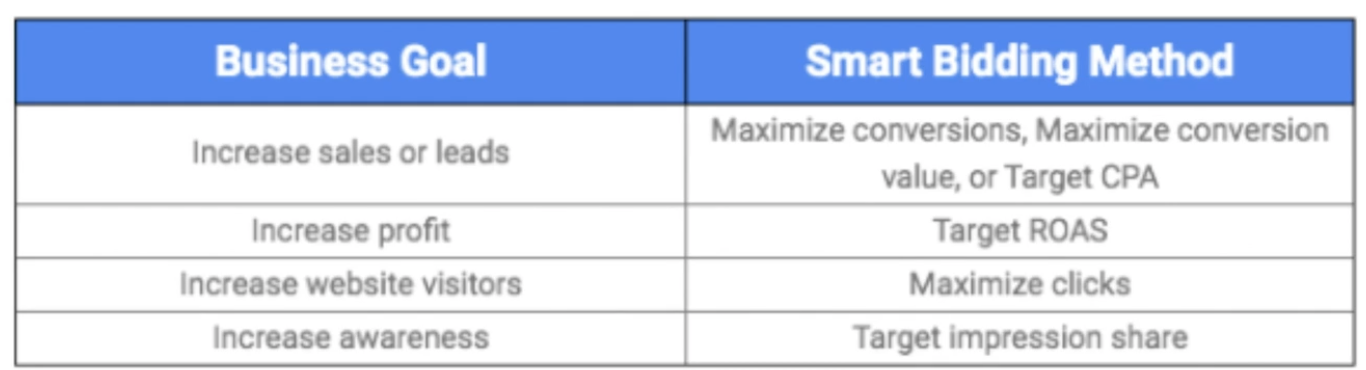 Business Goal
Smart Bidding Method
Increase sales or leads
Maximize conversions, Maximize conversion
value, or Target CPA
Increase profit
Target ROAS
Increase website visitors
Maximize clicks
Increase awareness
Target impression share